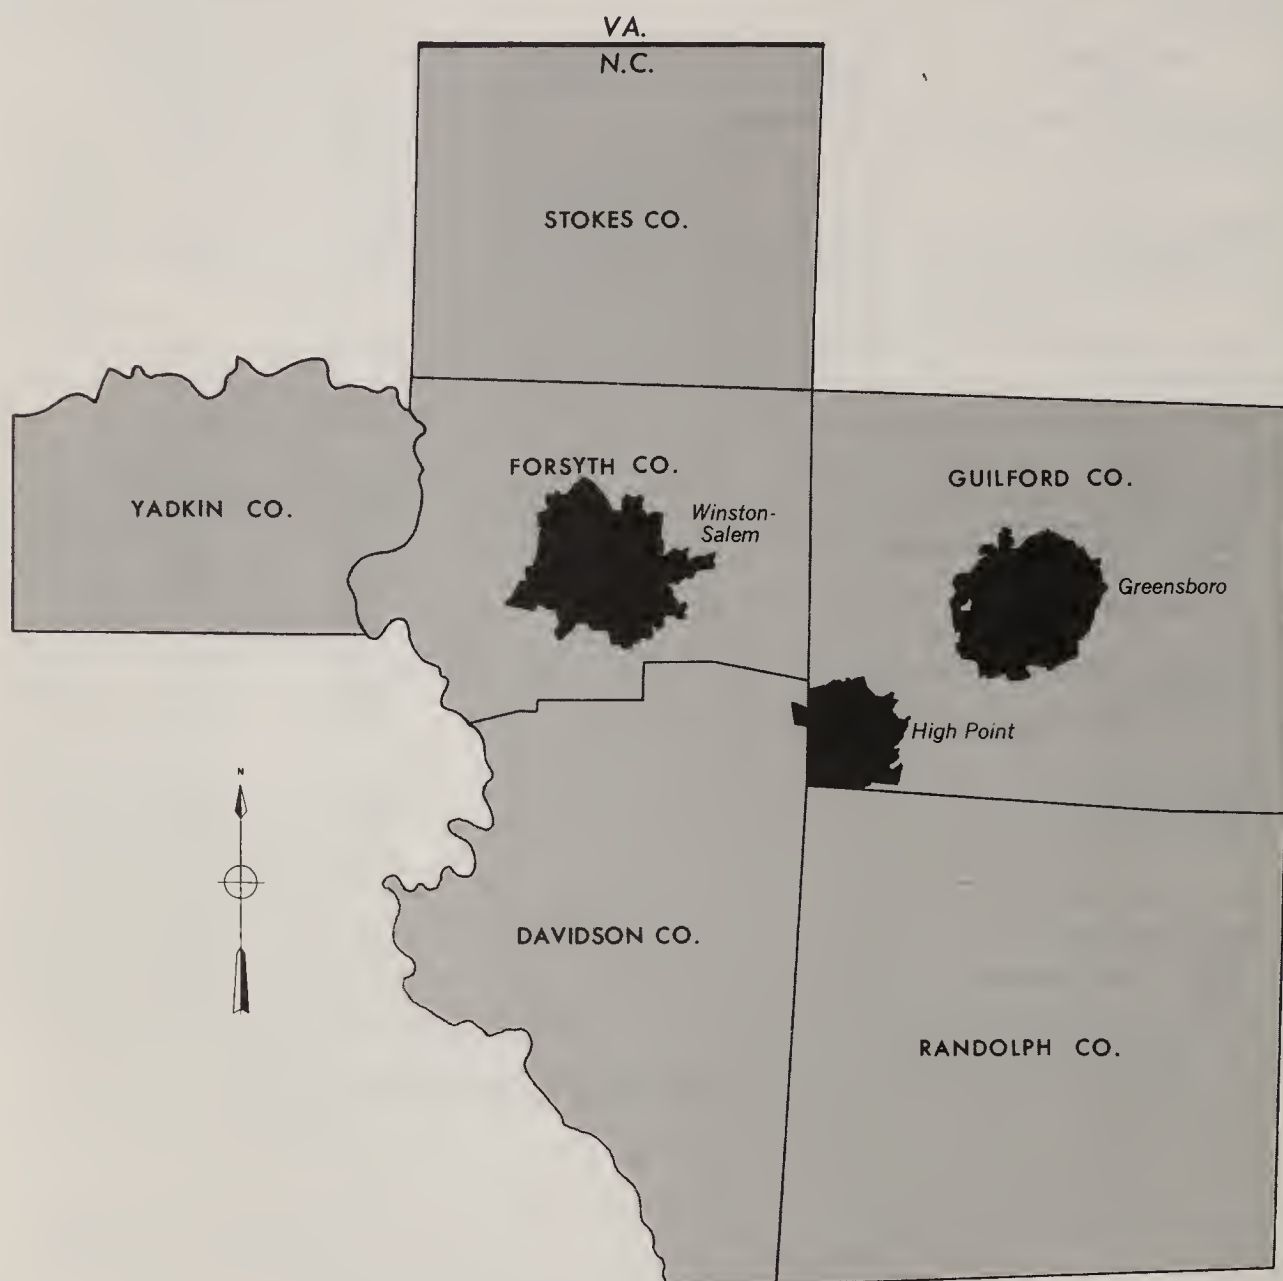 VA.
N.C.
STOKES CO.
FORSYTH CO.
GUILFORD CO.
YADKIN CO.
Winston-
Salem
Greensboro
High Point
N
DAVIDSON CO.
RANDOLPH CO.